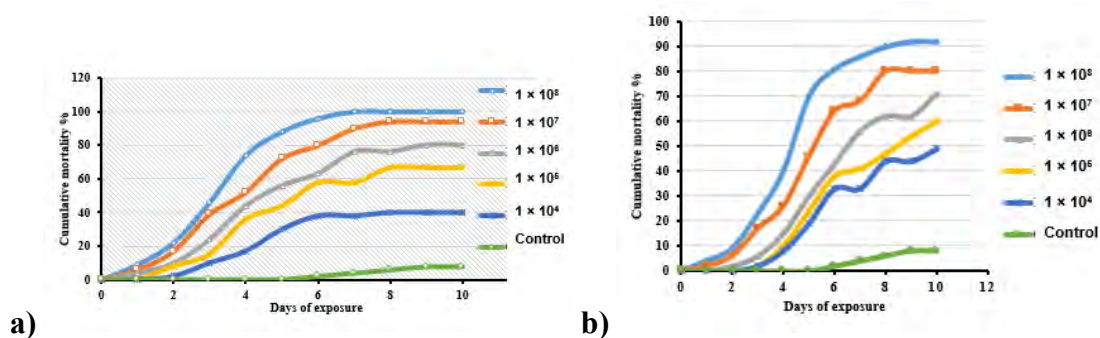 Cumulative mortality %
120
100
80
60
40
20
0
0 2 4 6 8 10
Days of exposure
1 × 10⁸
1 × 10⁷
1 × 10⁶
1 × 10⁵
1 × 10⁴
Control
a)
Cumulative mortality %
100
90
80
70
60
50
40
30
20
10
0
0 2 4 6 8 10 12
Days of exposure
1 × 10⁸
1 × 10⁷
1 × 10⁶
1 × 10⁵
1 × 10⁴
Control
b)